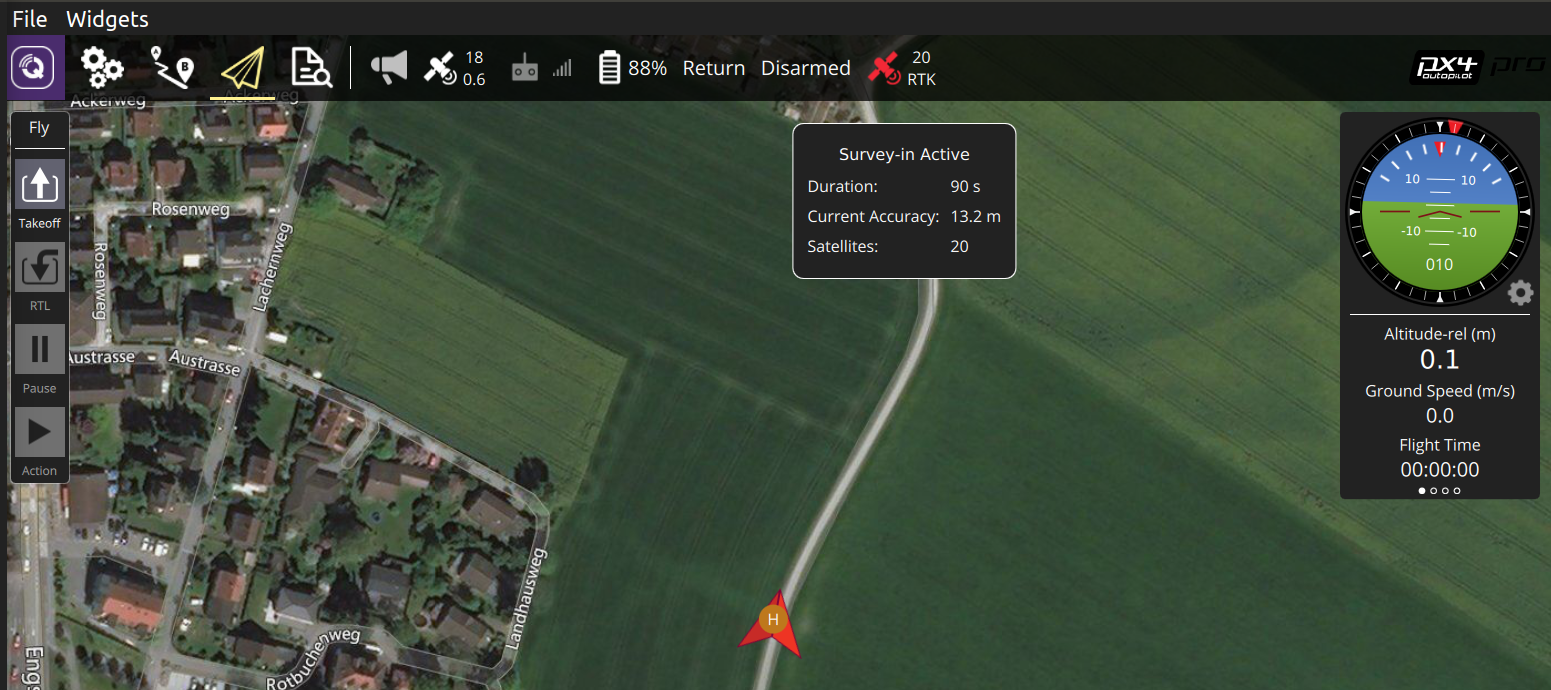 File Widgets
18
0.6
88%
Return
Disarmed
20
RTK
px4
autopilot
pro
Ackerweg
Ackerweg
Fly
Takeoff
RTL
Pause
Action
Survey-in Active
Duration: 90 s
Current Accuracy: 13.2 m
Satellites: 20
Rosenweg
Rosenweg
Lachernweg
Austrasse
Austrasse
Landhausweg
Rotbuchenweg
Engs
H
10 10
-10 -10
010
Altitude-rel (m)
0.1
Ground Speed (m/s)
0.0
Flight Time
00:00:00
A
B